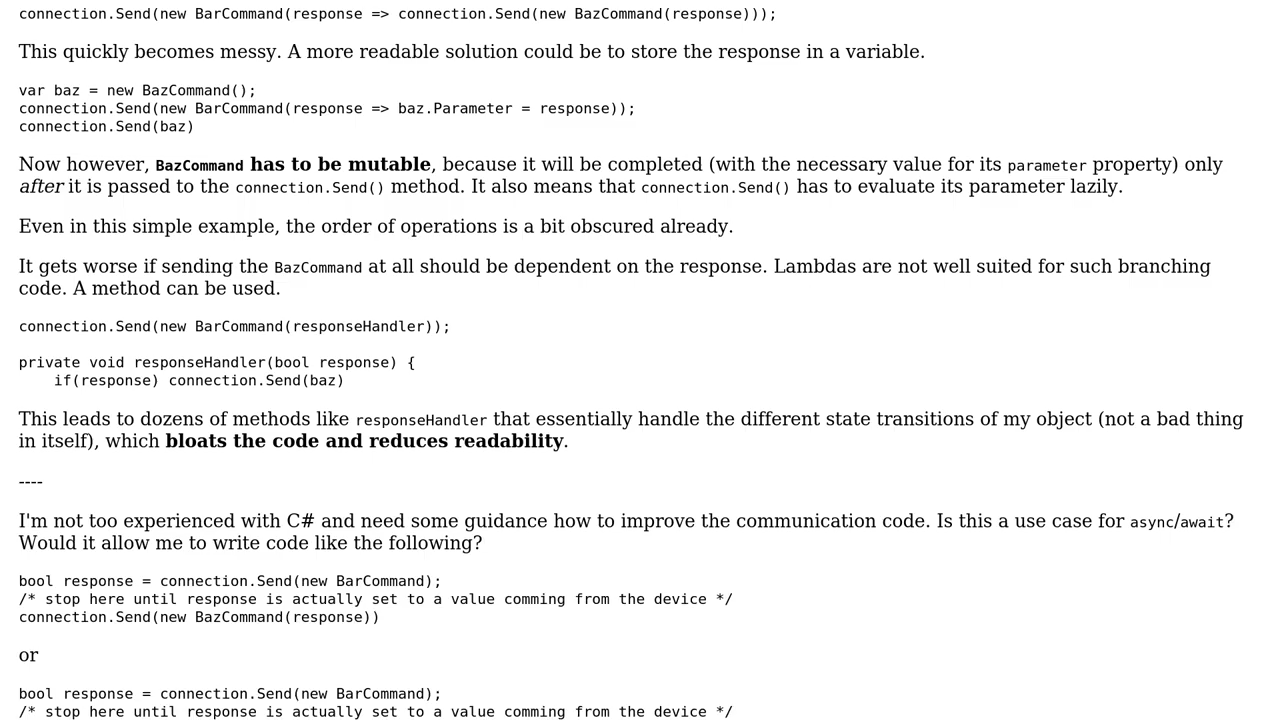 connection.Send(new BarCommand(response => connection.Send(new BazCommand(response)));
This quickly becomes messy. A more readable solution could be to store the response in a variable.
var baz = new BazCommand();
connection.Send(new BarCommand(response => baz.Parameter = response));
connection.Send(baz)
Now however, BazCommand has to be mutable, because it will be completed (with the necessary value for its parameter property) only
after it is passed to the connection.Send() method. It also means that connection.Send() has to evaluate its parameter lazily.
Even in this simple example, the order of operations is a bit obscured already.
It gets worse if sending the BazCommand at all should be dependent on the response. Lambdas are not well suited for such branching
code. A method can be used.
connection.Send(new BarCommand(responseHandler));
private void responseHandler(bool response) {
    if(response) connection.Send(baz)
This leads to dozens of methods like responseHandler that essentially handle the different state transitions of my object (not a bad thing
in itself), which bloats the code and reduces readability.
----
I'm not too experienced with C# and need some guidance how to improve the communication code. Is this a use case for async/await?
Would it allow me to write code like the following?
bool response = connection.Send(new BarCommand);
/* stop here until response is actually set to a value comming from the device */
connection.Send(new BazCommand(response))
or
bool response = connection.Send(new BarCommand);
/* stop here until response is actually set to a value comming from the device */